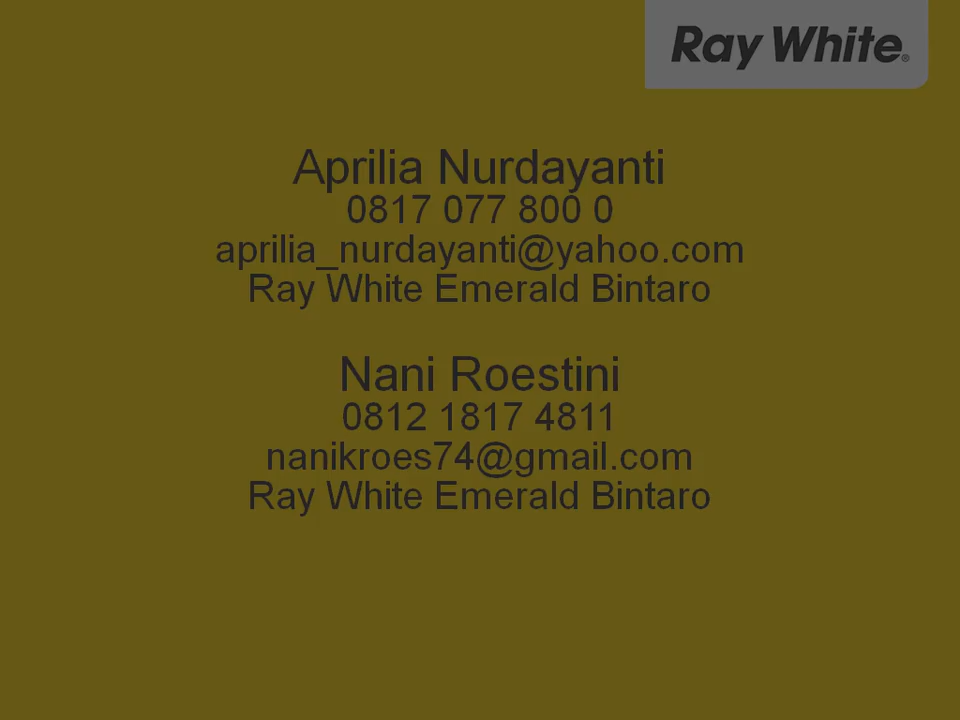 Ray White®
Aprilia Nurdayanti
0817 077 800 0
aprilia_nurdayanti@yahoo.com
Ray White Emerald Bintaro
Nani Roestini
0812 1817 4811
nanikroes74@gmail.com
Ray White Emerald Bintaro